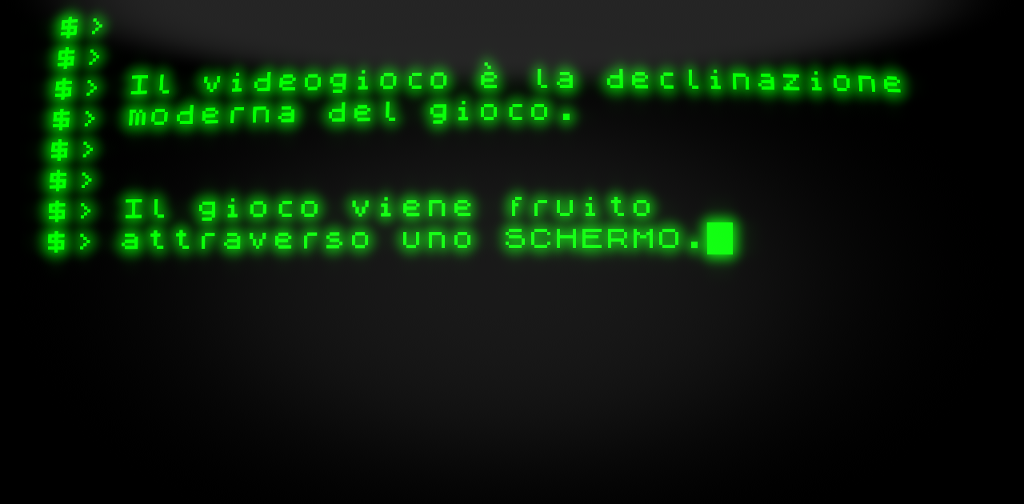 $ >
$ >
$ > Il videogioco è la declinazione
$ > moderna del gioco.
$ >
$ >
$ > Il gioco viene fruito
$ > attraverso uno SCHERMO.